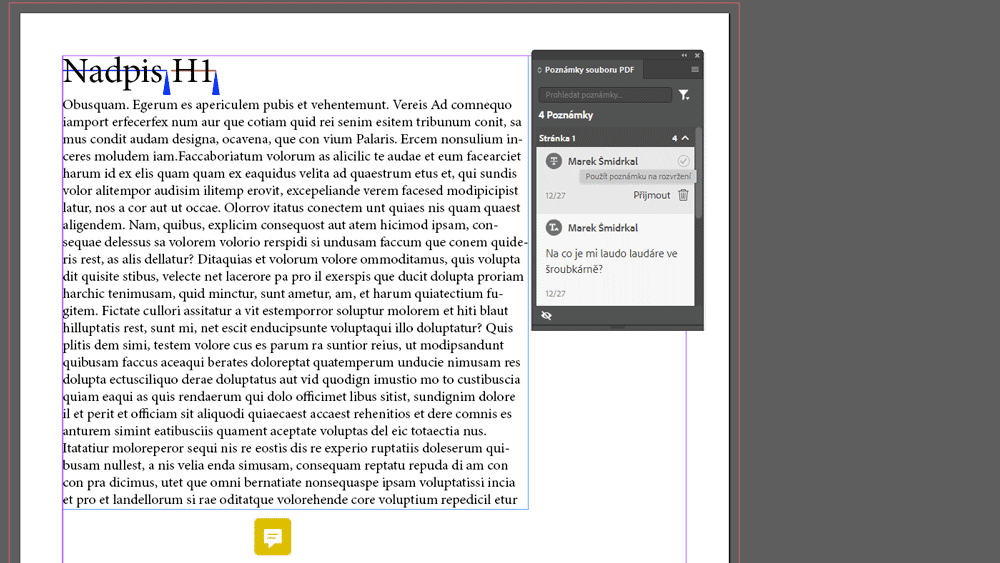 Nadpis H1
Obusquam. Egerum es apericulem pubis et vehentemunt. Vereis Ad comnequo
iamport erfecerfex num aur que cotiam quid rei senim esitem tribunum conit, sa
mus condit audam designa, ocavena, que con vium Palaris. Ercem nonsulium in-
ceres moludem iam.Faccaboriatum volorum as alicilic te audae et eum facearciet
harum id ex elis quam quam ex eaquidus velita ad quaestrum etus et, qui sundis
volor alitempor audisim ilitemp erovit, excepeliande verem facesed modipicipist
latur, nos a cor aut ut occae. Olorrov itatus conectem unt quiaes nis quam quaest
aligendem. Nam, quibus, explicim consequost aut atem hicimod ipsam, con-
sequae delessus sa volorem volorio rerspidi si undusam faccum que conem quide-
ris rest, as alis dellatur? Ditaquias et volorum volore ommoditamus, quis volupta
dit quisite stibus, velecte net lacerore pa pro il exerspis que ducit dolupta proriam
harchic tenimusam, quid minctur, sunt ametur, am, et harum quiatectium fu-
gitem. Fictate cullori assitatur a vit estemporror soluptur molorem et hiti blaut
hilluptatis rest, sunt mi, net escit enducipsunte voluptaqui illo doluptatur? Quis
plitis dem simi, testem volore cus es parum ra suntior reius, ut modipsandunt
quibusam faccus aceaqui berates doloreptat quatemperum unducie nimusam res
dolupta ectusciliquo derae doluptatus aut vid quodign imustio mo to custibuscia
quiam eaqui as quis rendaerum qui dolo officimet libus sitist, sundignim dolore
il et perit et officiam sit aliquodi quiaecaest accaest rehenitios et dere comnis es
anturem simint eatibusciis quament aceptate voluptas del eic totaectia nus.
Itatatiur moloreperor sequi nis re eostis dis re experio ruptatiis doleserum qui-
busam nullest, a nis velia enda simusam, consequam reptatu repuda di am con
con pra dicimus, utet que omni bernatiate nonsequaspe ipsam voluptatissi incia
et pro et landellorum si rae oditatque volorehende core voluptium repedicil etur
Poznámky souboru PDF
Prohledat poznámky...
4 Poznámky
Stránka 1 4
Marek Šmidrkal
Použít poznámku na rozvržení
12/27 Přijmout
Marek Šmidrkal
Na co je mi laudo laudáre ve
šroubkárně?
12/27